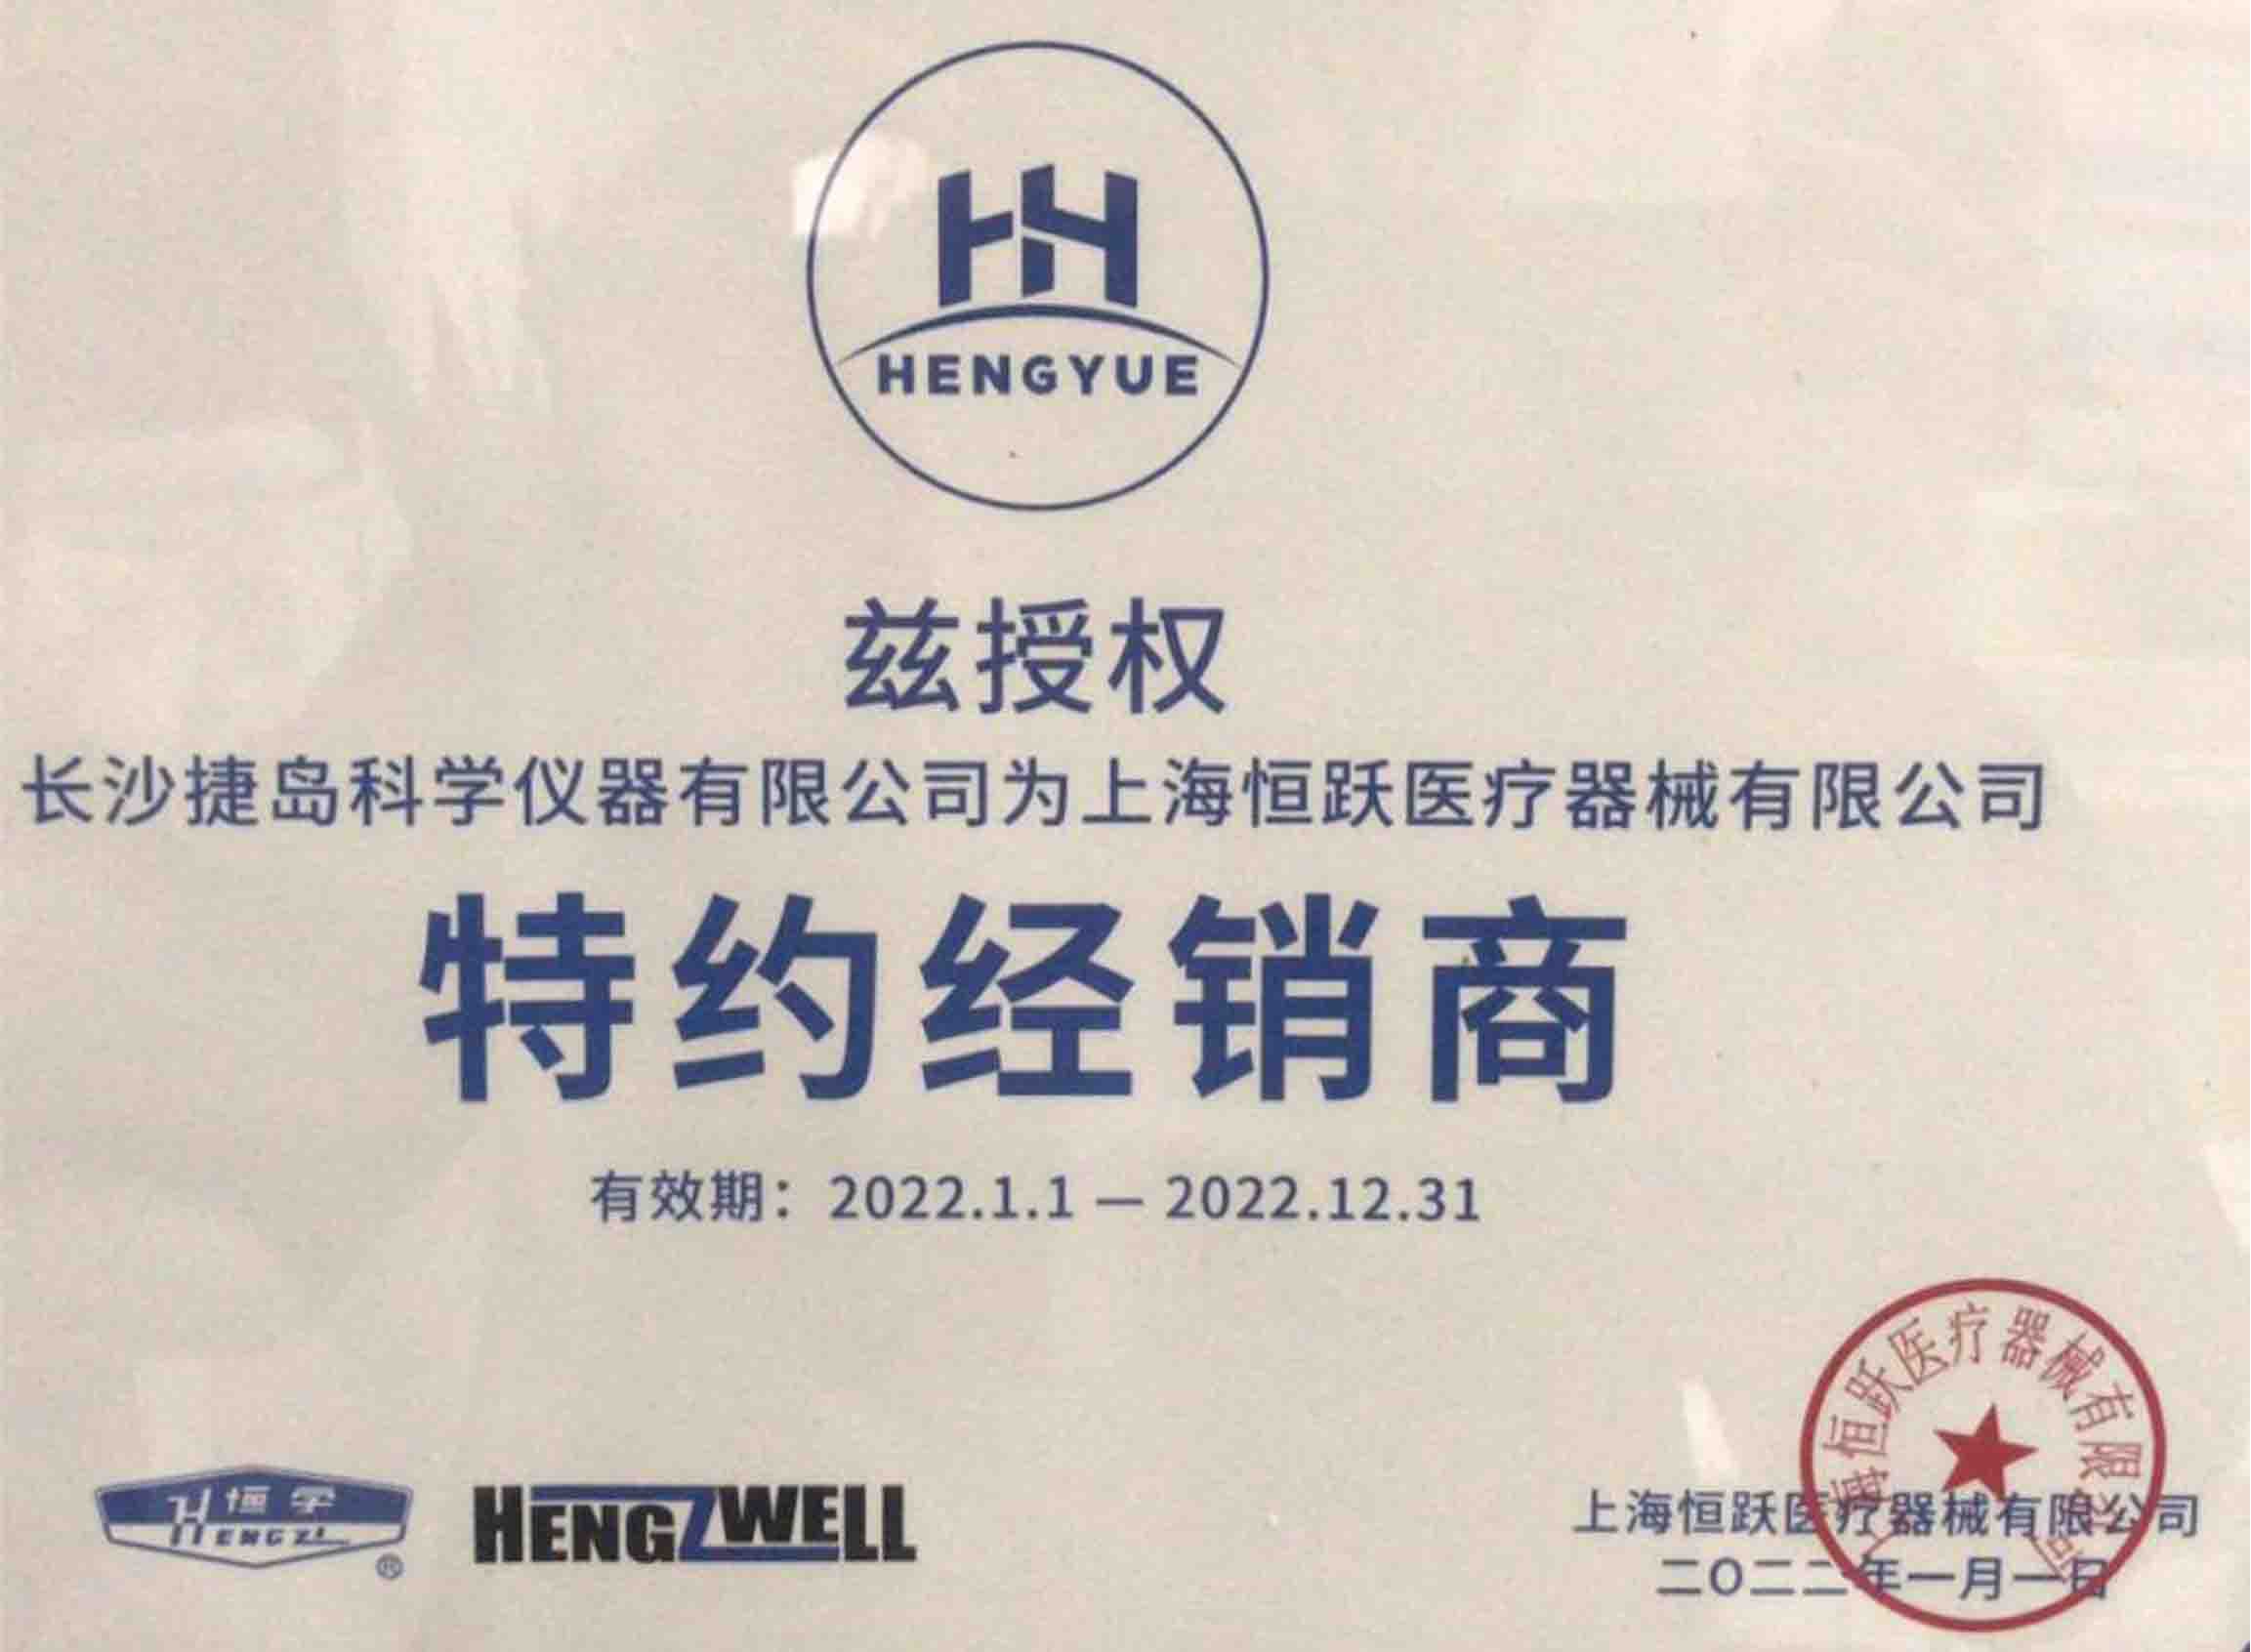 HENGYUE
兹授权
长沙捷岛科学仪器有限公司为上海恒跃医疗器械有限公司
特约经销商
有效期：2022.1.1 — 2022.12.31
恒字
HENGZI
®
HENGZWELL
上海恒跃医疗器械有限公司
上海恒跃医疗器械有限公司
二〇二二年一月一日